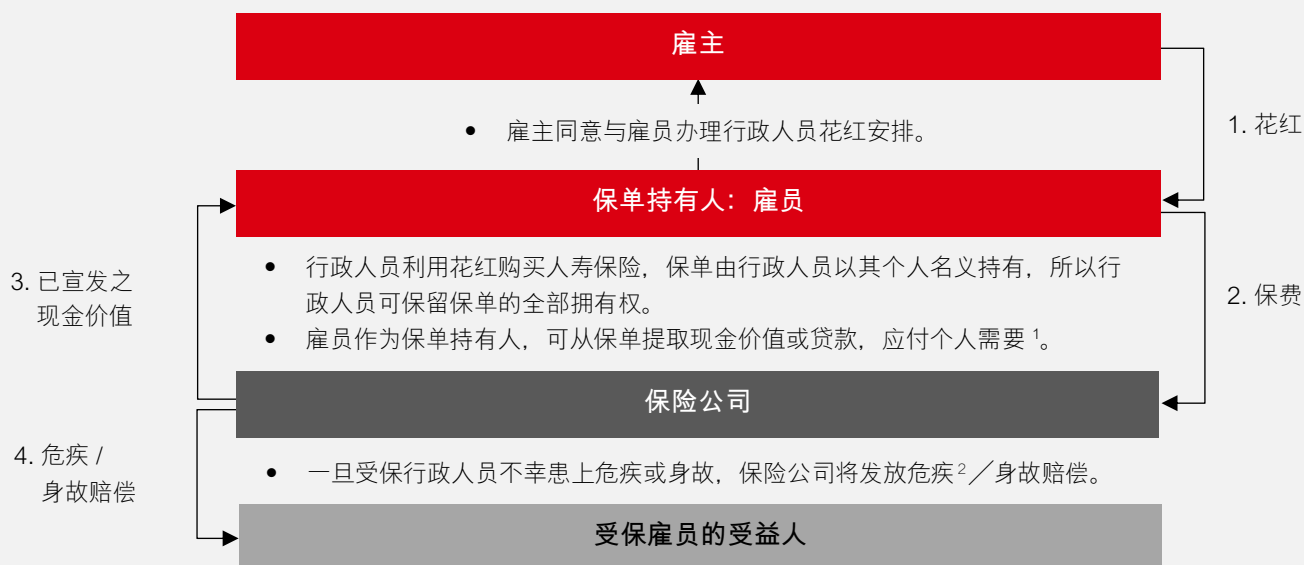 雇主
• 雇主同意与雇员办理行政人员花红安排。
1. 花红
保单持有人：雇员
3. 已宣发之
现金价值
• 行政人员利用花红购买人寿保险，保单由行政人员以其个人名义持有，所以行
政人员可保留保单的全部拥有权。
• 雇员作为保单持有人，可从保单提取现金价值或贷款，应付个人需要 ¹。
2. 保费
保险公司
4. 危疾 /
身故赔偿
• 一旦受保行政人员不幸患上危疾或身故，保险公司将发放危疾 ²／身故赔偿。
受保雇员的受益人